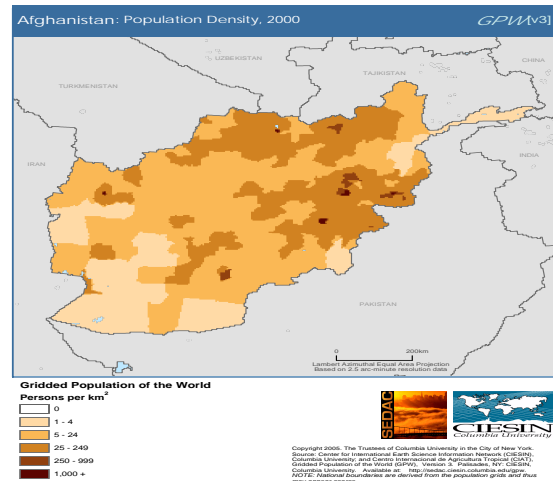 Afghanistan: Population Density, 2000
GPWv3]
UZBEKISTAN
TAJIKISTAN
CHINA
TURKMENISTAN
IRAN
INDIA
PAKISTAN
0 200km
Lambert Azimuthal Equal Area Projection
Based on 2.5 arc-minute resolution data
Gridded Population of the World
Persons per km2
0
1 - 4
5 - 24
25 - 249
250 - 999
1,000 +
SEDAC
CIESIN
Columbia University
Copyright 2005. The Trustees of Columbia University in the City of New York.
Source: Center for International Earth Science Information Network (CIESIN),
Columbia University; and Centro Internacional de Agricultura Tropical (CIAT),
Gridded Population of the World (GPW), Version 3. Palisades, NY: CIESIN,
Columbia University. Available at: http://sedac.ciesin.columbia.edu/gpw.
NOTE: National boundaries are derived from the population grids and thus